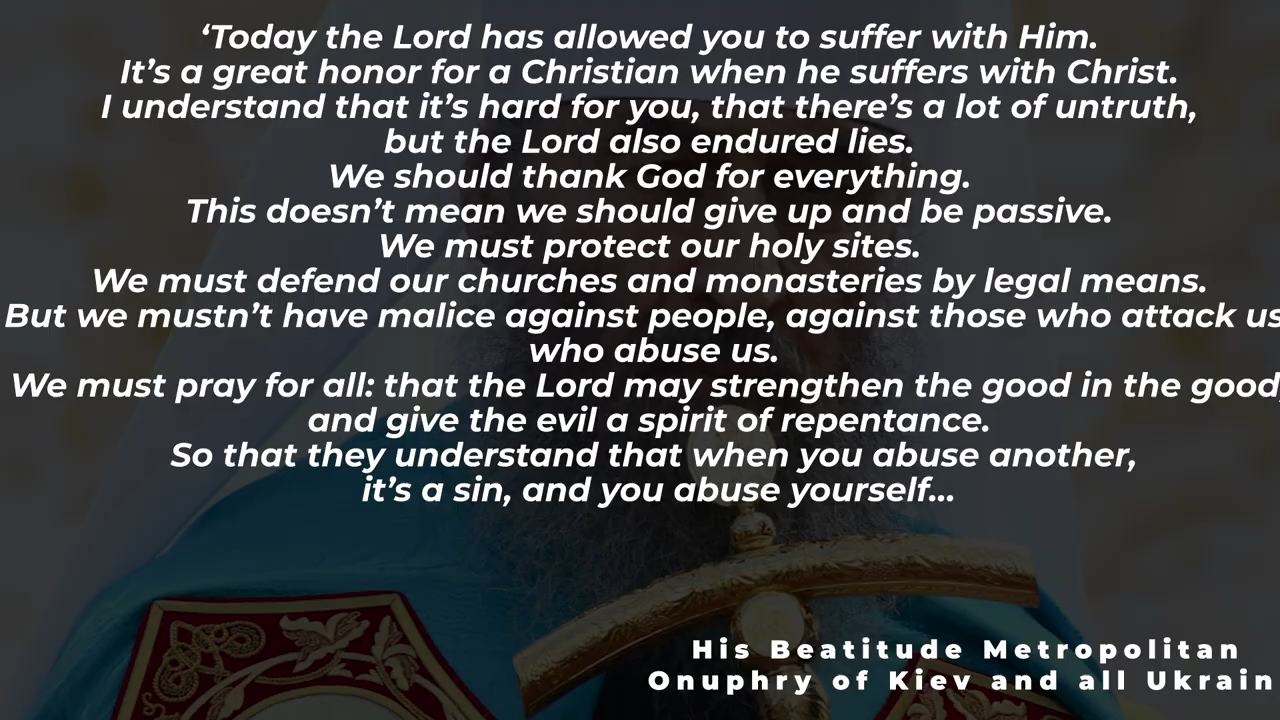 ‘Today the Lord has allowed you to suffer with Him.
It’s a great honor for a Christian when he suffers with Christ.
I understand that it’s hard for you, that there’s a lot of untruth,
but the Lord also endured lies.
We should thank God for everything.
This doesn’t mean we should give up and be passive.
We must protect our holy sites.
We must defend our churches and monasteries by legal means.
But we mustn’t have malice against people, against those who attack us
who abuse us.
We must pray for all: that the Lord may strengthen the good in the good,
and give the evil a spirit of repentance.
So that they understand that when you abuse another,
it’s a sin, and you abuse yourself...
His Beatitude Metropolitan
Onuphry of Kiev and all Ukrain